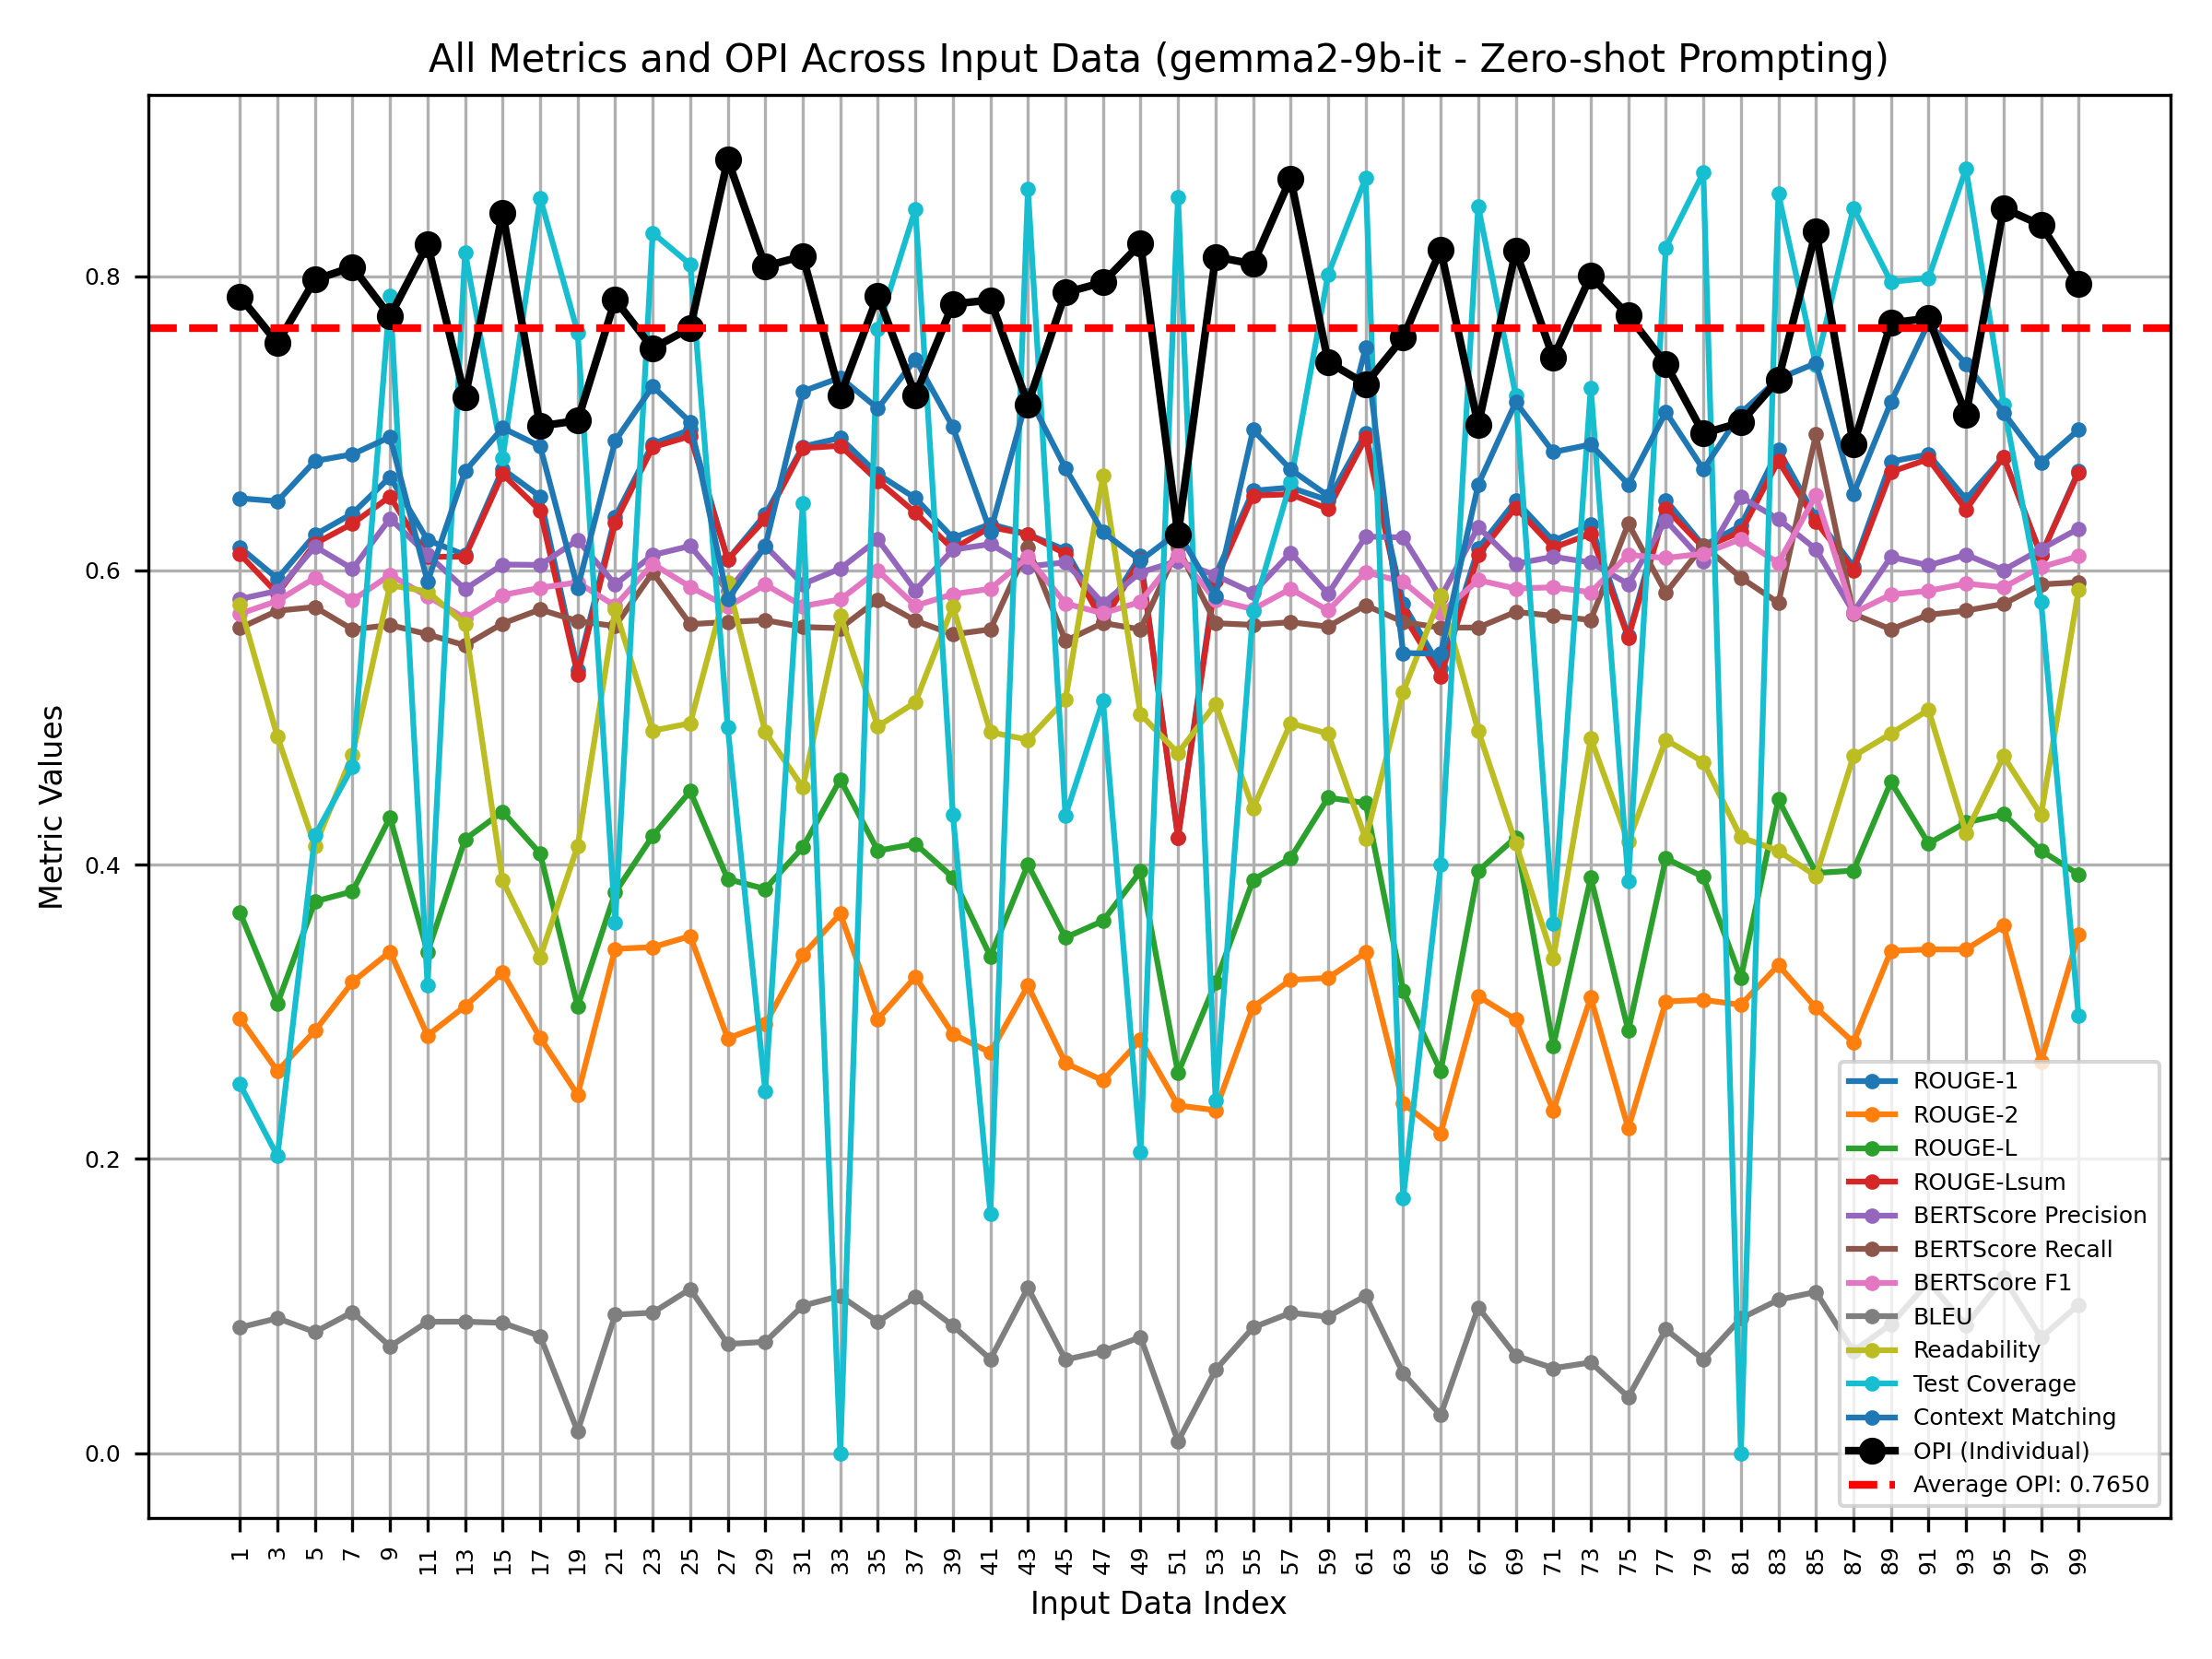 All Metrics and OPI Across Input Data (gemma2-9b-it - Zero-shot Prompting)
Metric Values
0.8
0.6
0.4
0.2
0.0
ROUGE-1
ROUGE-2
ROUGE-L
ROUGE-Lsum
BERTScore Precision
BERTScore Recall
BERTScore F1
BLEU
Readability
Test Coverage
Context Matching
OPI (Individual)
Average OPI: 0.7650
1 3 5 7 9 11 13 15 17 19 21 23 25 27 29 31 33 35 37 39 41 43 45 47 49 51 53 55 57 59 61 63 65 67 69 71 73 75 77 79 81 83 85 87 89 91 93 95 97 99
Input Data Index